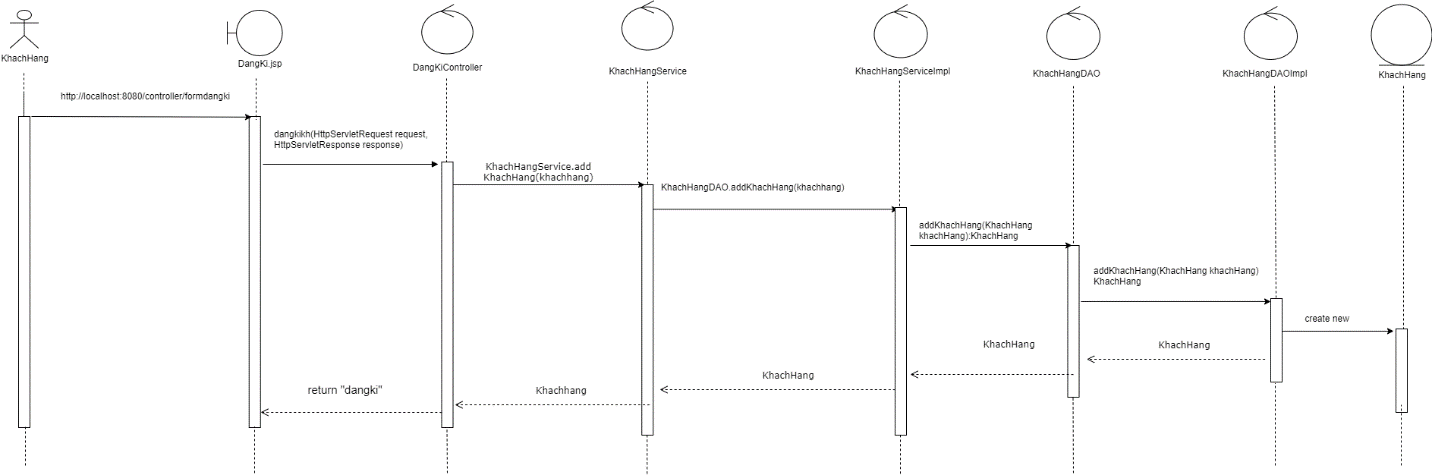 KhachHang
DangKi.jsp
DangKiController
KhachHangService
KhachHangServiceImpl
KhachHangDAO
KhachHangDAOImpl
KhachHang
http://localhost:8080/controller/formdangki
dangkikh(HttpServletRequest request,
HttpServletResponse response)
KhachHangService.add
KhachHang(khachhang)
KhachHangDAO.addKhachHang(khachhang)
addKhachHang(KhachHang
khachHang):KhachHang
addKhachHang(KhachHang khachHang)
KhachHang
create new
KhachHang
KhachHang
KhachHang
Khachhang
return "dangki"